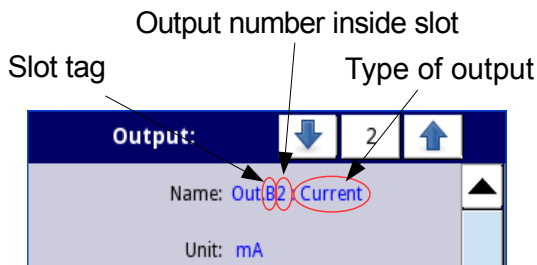 Output number inside slot
Slot tag
Type of output
Output: 2
Name: Out.B2 : Current
Unit: mA